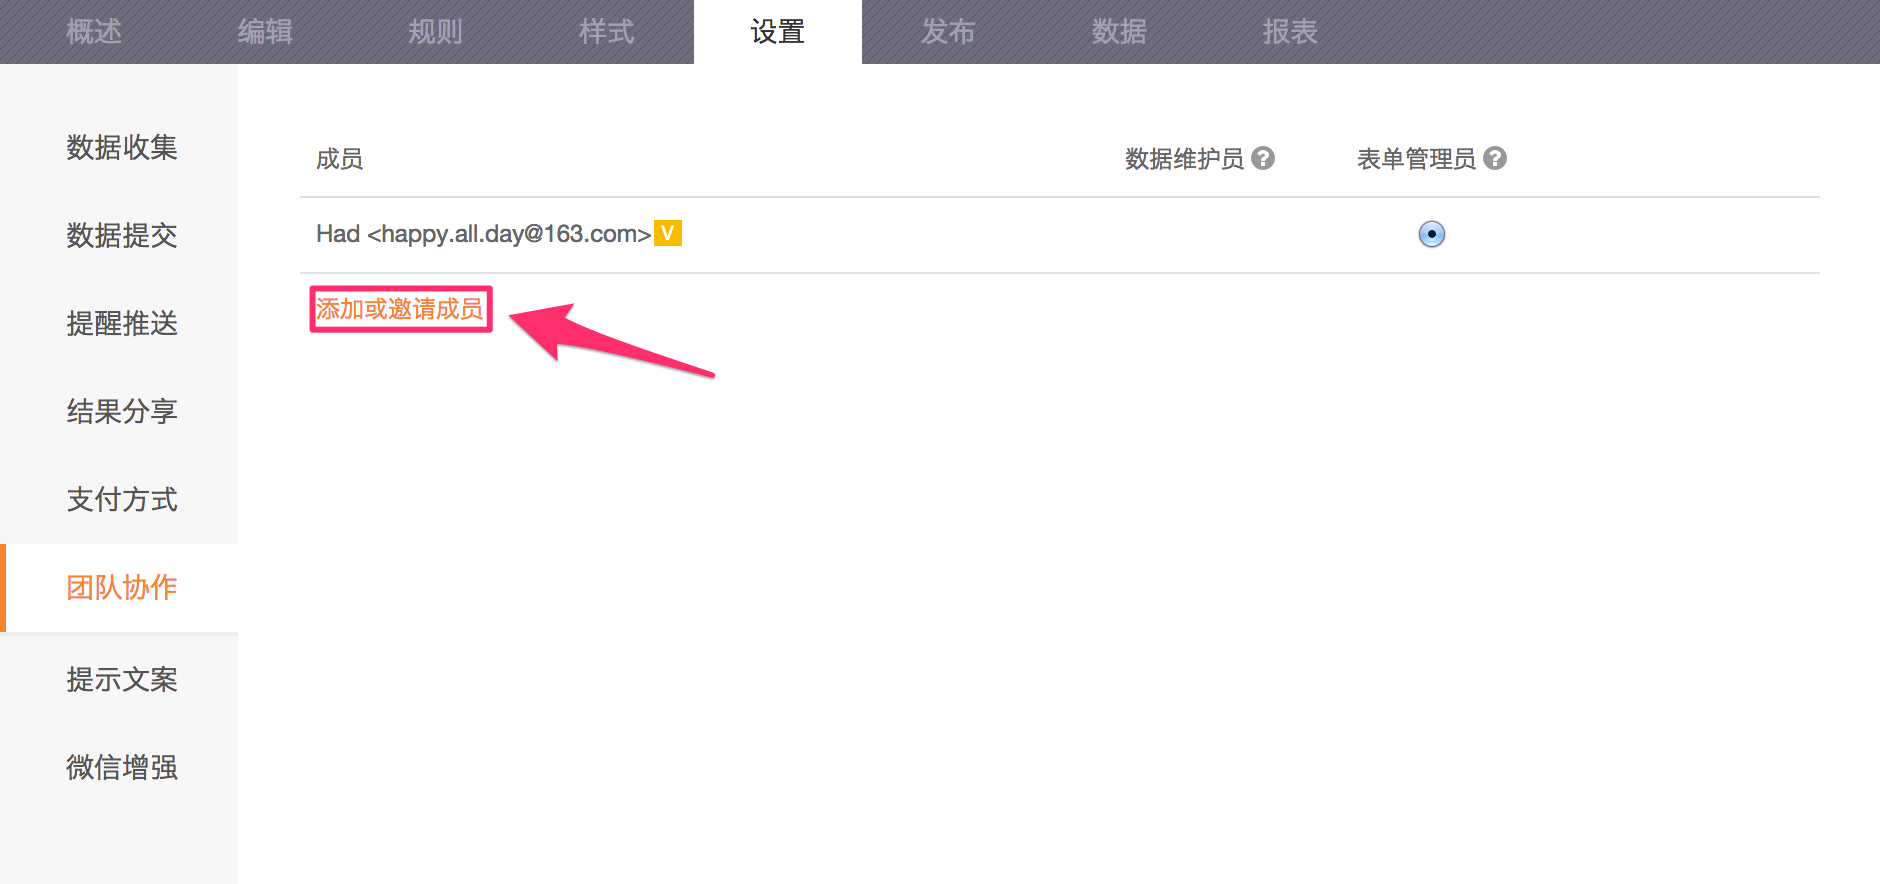 概述 编辑 规则 样式 设置 发布 数据 报表
数据收集
数据提交
提醒推送
结果分享
支付方式
团队协作
提示文案
微信增强
成员 数据维护员 ? 表单管理员 ?
Had <happy.all.day@163.com> V
添加或邀请成员